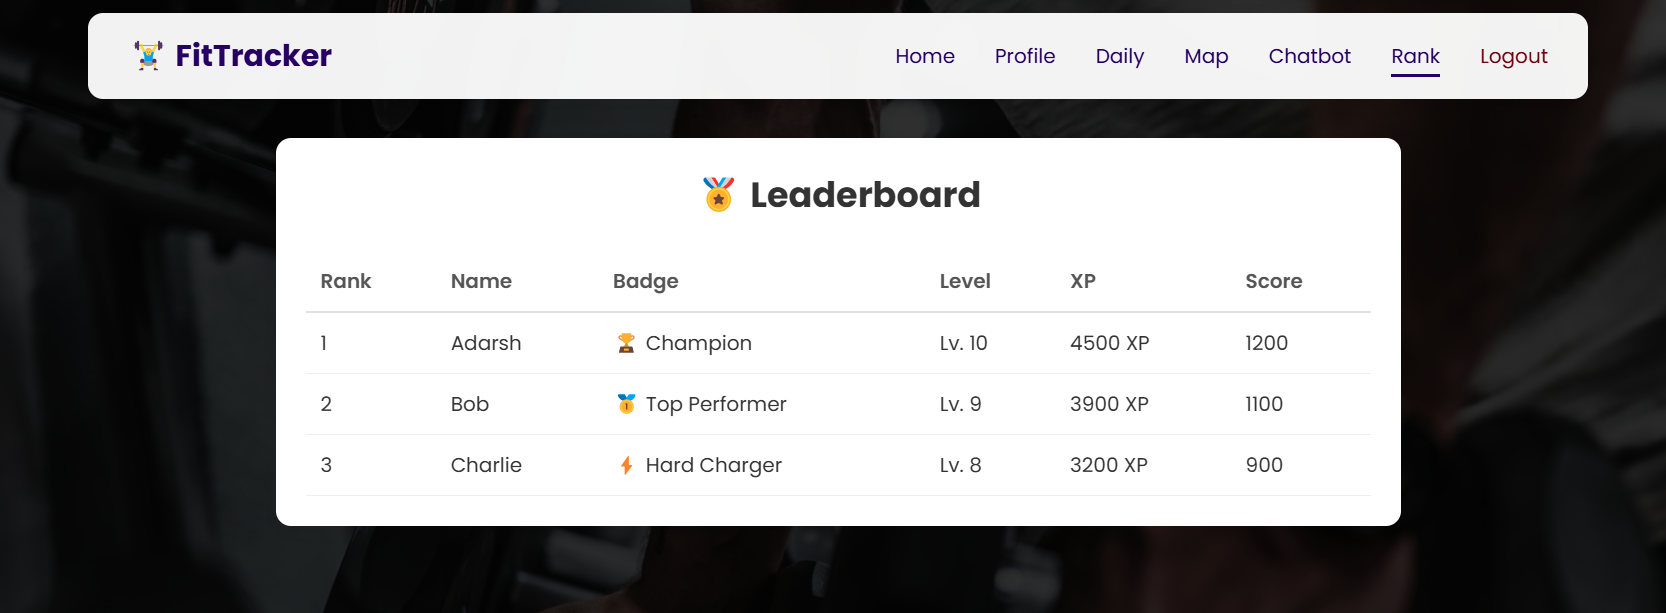 FitTracker Home Profile Daily Map Chatbot Rank Logout
Leaderboard
Rank Name Badge Level XP Score
1 Adarsh Champion Lv. 10 4500 XP 1200
2 Bob Top Performer Lv. 9 3900 XP 1100
3 Charlie Hard Charger Lv. 8 3200 XP 900